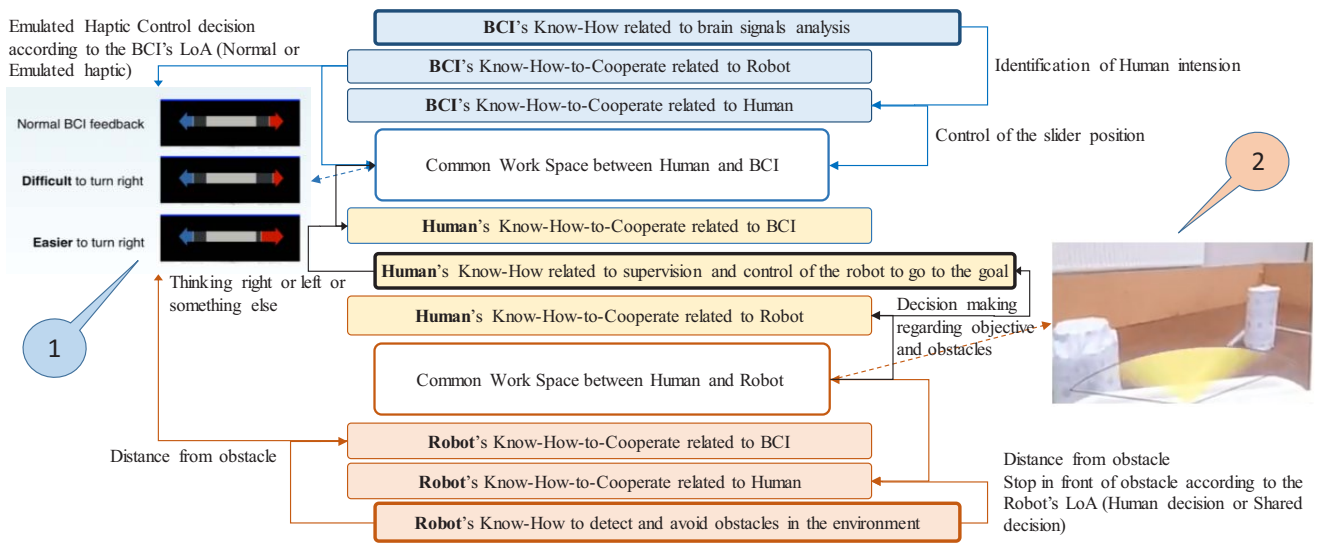 Emulated Haptic Control decision
according to the BCI's LoA (Normal or
Emulated haptic)
BCI's Know-How related to brain signals analysis
BCI's Know-How-to-Cooperate related to Robot
BCI's Know-How-to-Cooperate related to Human
Identification of Human intension
Control of the slider position
Normal BCI feedback
Difficult to turn right
Easier to turn right
Common Work Space between Human and BCI
2
Human's Know-How related to BCI
Human's Know-How related to supervision and control of the robot to go to the goal
Thinking right or left or
something else
1
Human's Know-How-to-Cooperate related to Robot
Decision making
regarding objective
and obstacles
Common Work Space between Human and Robot
Robot's Know-How-to-Cooperate related to BCI
Distance from obstacle
Robot's Know-How-to-Cooperate related to Human
Robot's Know-How to detect and avoid obstacles in the environment
Distance from obstacle
Stop in front of obstacle according to the
Robot's LoA (Human decision or Shared
decision)